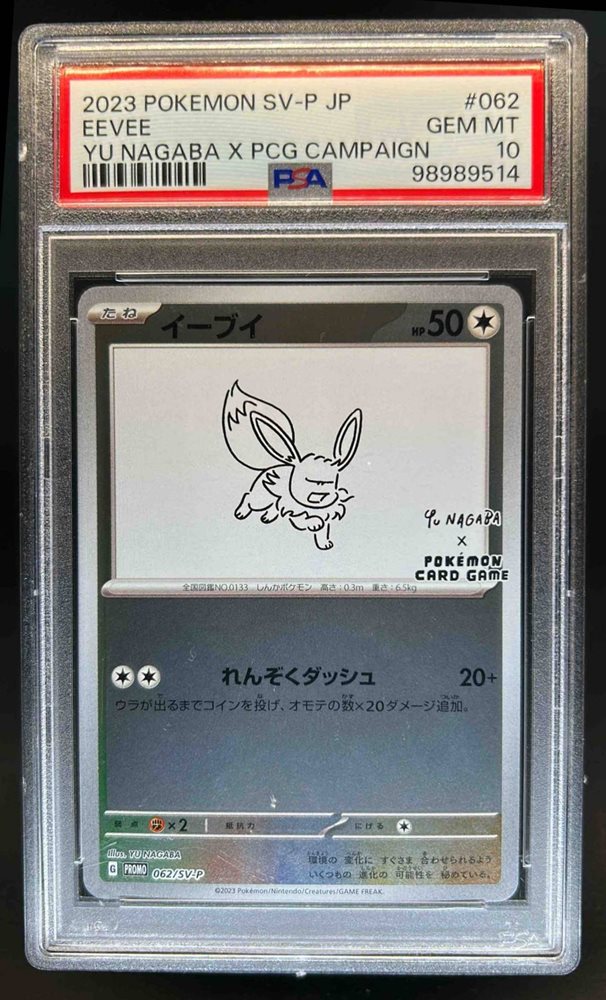 2023 POKEMON SV-P JP #062
EEVEE GEM MT
YU NAGABA X PCG CAMPAIGN 10
PSA 98989514
たね イーブイ HP 50
YU NAGABA
X
POKÉMON
CARD GAME
全国図鑑NO.0133 しんかポケモン 高さ:0.3m 重さ:6.5kg
れんぞくダッシュ 20+
ウラが出るまでコインを投げ、オモテの数×20ダメージ追加。
弱点 ×2 抵抗力 にげる
Illus. YU NAGABA
環境の変化に すぐさま 合わせられるよう
G PROMO 062/SV-P
いくつもの 進化の 可能性を 秘めている。
©2023 Pokémon/Nintendo/Creatures/GAME FREAK.
PSA